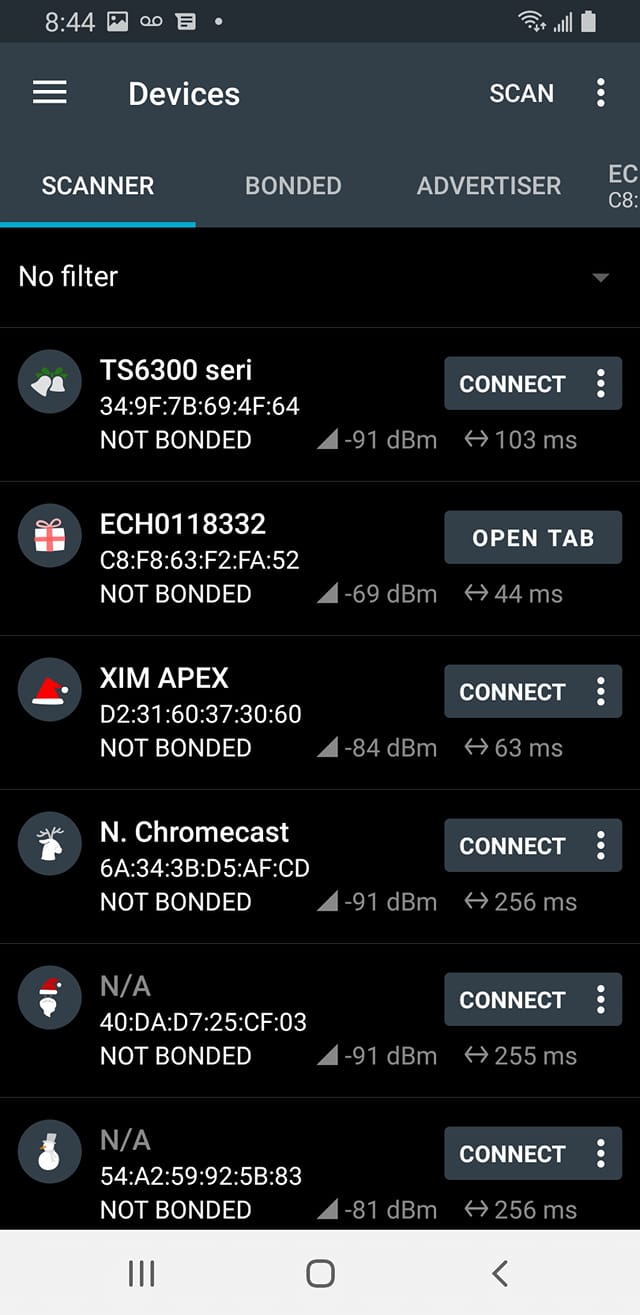 8:44
Devices
SCAN
SCANNER
BONDED
ADVERTISER
EC
C8:
No filter
TS6300 seri
CONNECT
34:9F:7B:69:4F:64
NOT BONDED
-91 dBm
103 ms
ECH0118332
OPEN TAB
C8:F8:63:F2:FA:52
NOT BONDED
-69 dBm
44 ms
XIM APEX
CONNECT
D2:31:60:37:30:60
NOT BONDED
-84 dBm
63 ms
N. Chromecast
CONNECT
6A:34:3B:D5:AF:CD
NOT BONDED
-91 dBm
256 ms
N/A
CONNECT
40:DA:D7:25:CF:03
NOT BONDED
-91 dBm
255 ms
N/A
CONNECT
54:A2:59:92:5B:83
NOT BONDED
-81 dBm
256 ms